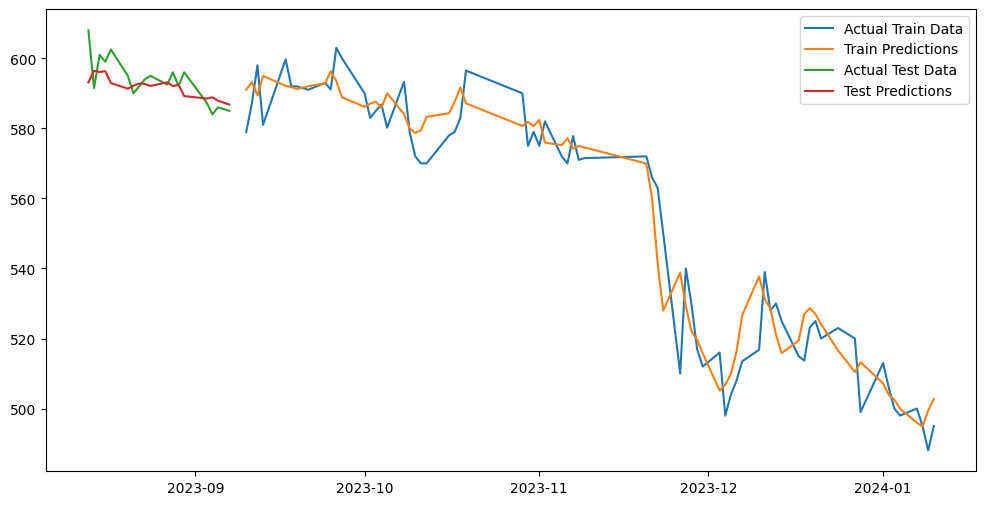 Actual Train Data
Train Predictions
Actual Test Data
Test Predictions
600
580
560
540
520
500
2023-09
2023-10
2023-11
2023-12
2024-01